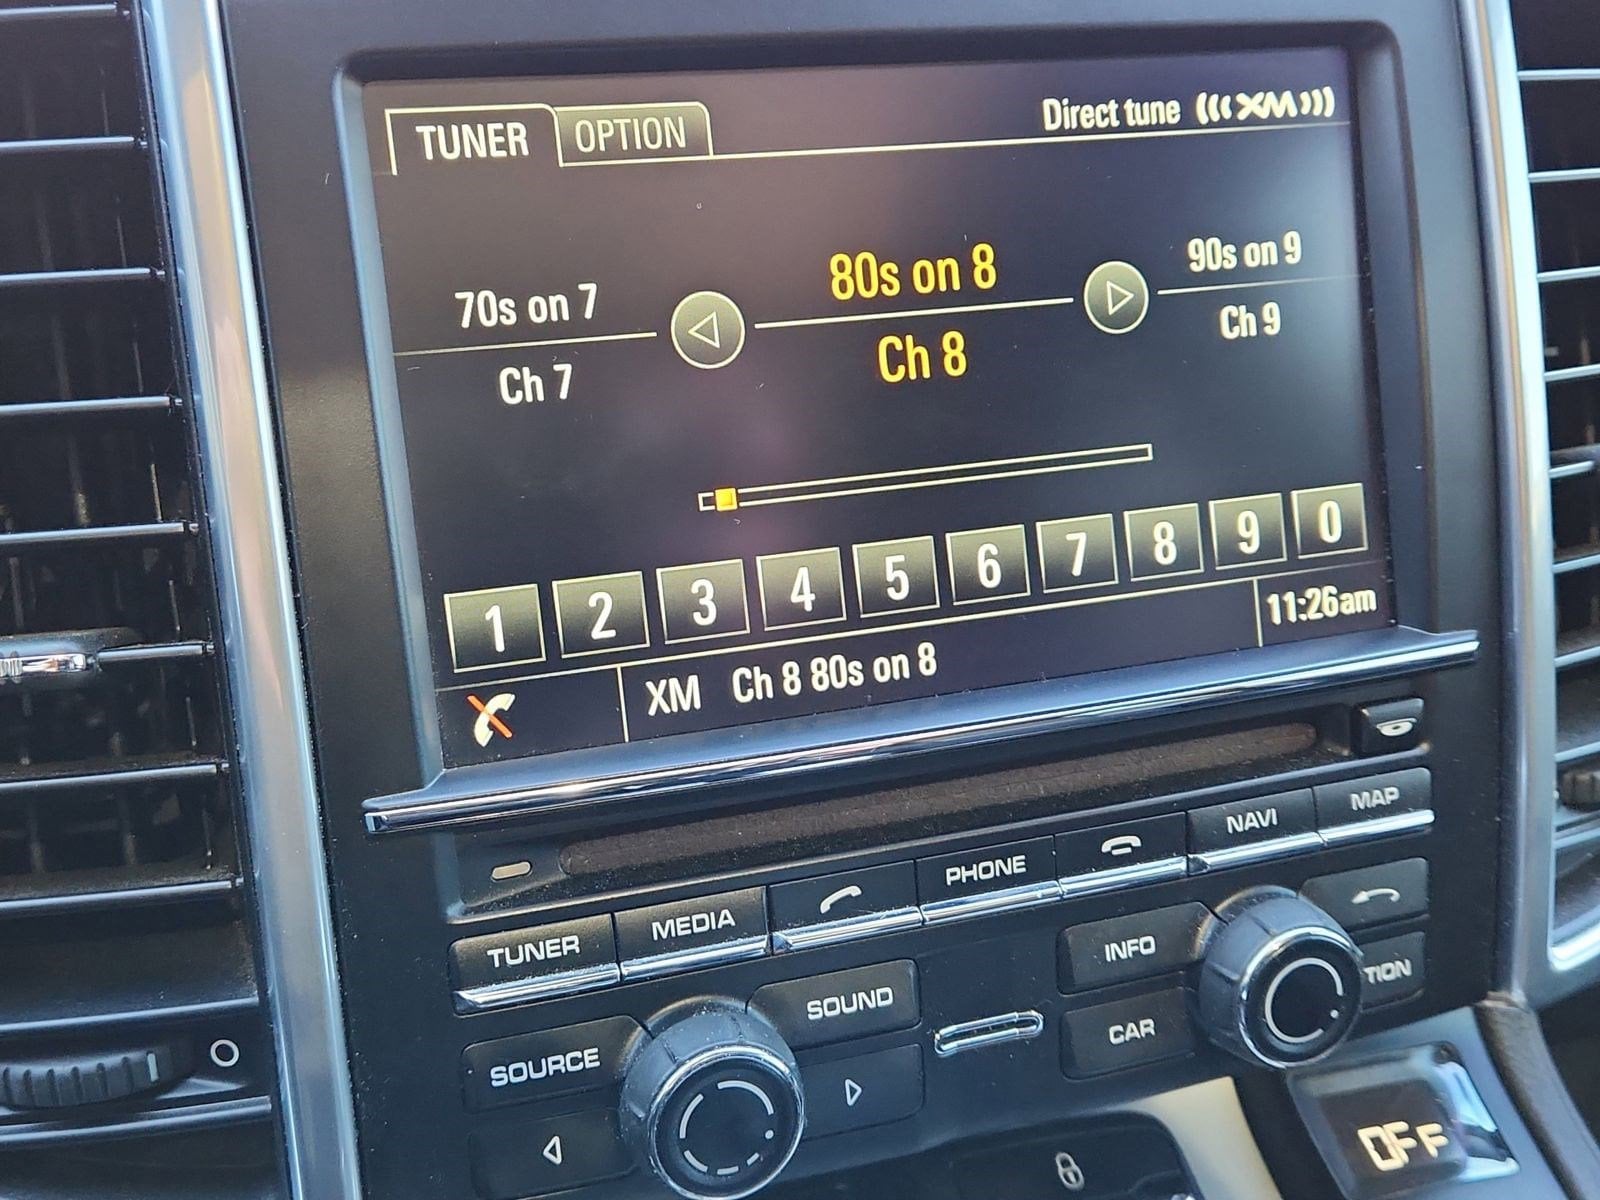 TUNER OPTION Direct tune (((XM)))
70s on 7 80s on 8 90s on 9
Ch 7 Ch 8 Ch 9
1 2 3 4 5 6 7 8 9 0
XM Ch 8 80s on 8 11:26am
TUNER MEDIA PHONE NAVI MAP
SOURCE SOUND INFO TION
CAR
OFF